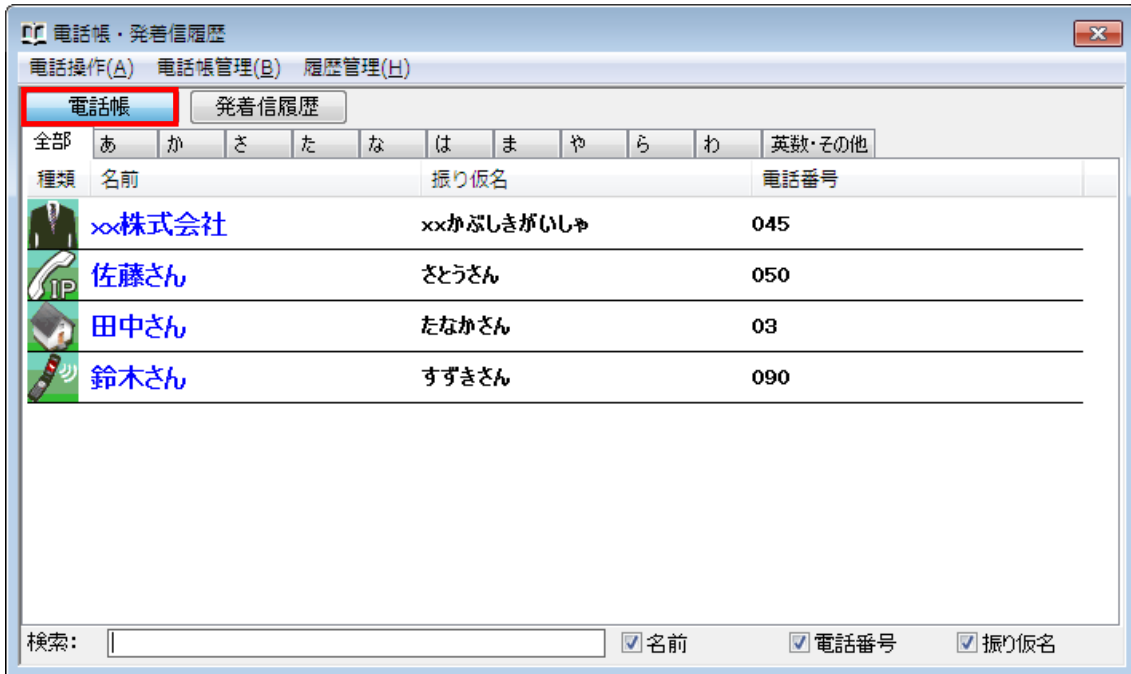 電話帳・発着信履歴
電話操作(A) 電話帳管理(B) 履歴管理(H)
電話帳 発着信履歴
全部 あ か さ た な は ま や ら わ 英数・その他
種類 名前 振り仮名 電話番号
xx株式会社 xxかぶしきがいしゃ 045
IP 佐藤さん さとうさん 050
田中さん たなかさん 03
鈴木さん すずきさん 090
検索: 名前 電話番号 振り仮名